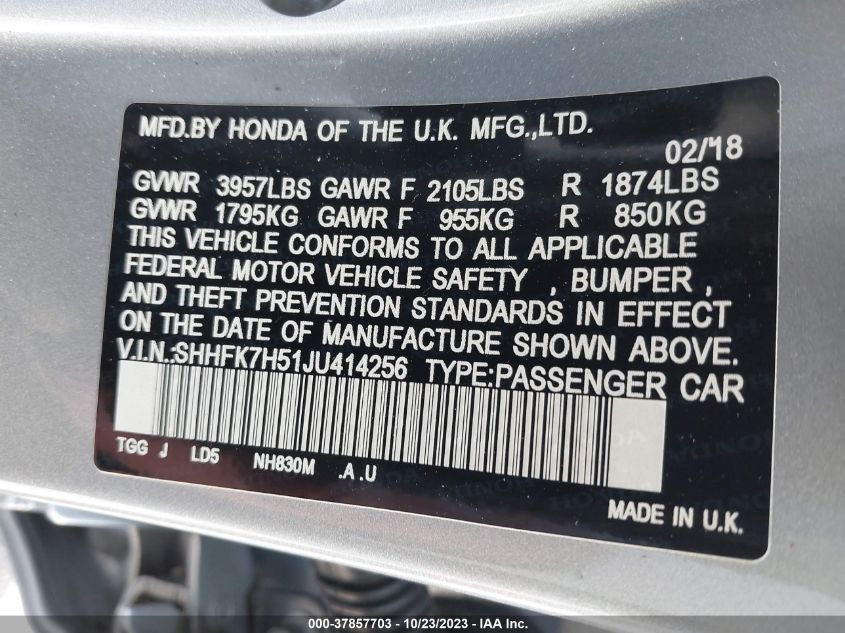 MFD.BY HONDA OF THE U.K. MFG.,LTD.
02/18
GVWR 3957LBS GAWR F 2105LBS R 1874LBS
GVWR 1795KG GAWR F 955KG R 850KG
THIS VEHICLE CONFORMS TO ALL APPLICABLE
FEDERAL MOTOR VEHICLE SAFETY , BUMPER ,
AND THEFT PREVENTION STANDARDS IN EFFECT
ON THE DATE OF MANUFACTURE SHOWN ABOVE.
V.I.N.:SHHFK7H51JU414256 TYPE:PASSENGER CAR
TGG J LD5 NH830M .A .U
MADE IN U.K.
000-37857703 - 10/23/2023 - IAA Inc.